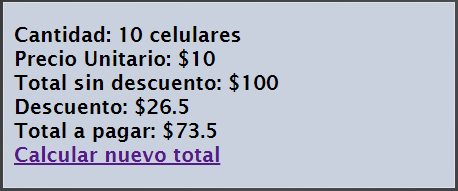 Cantidad: 10 celulares
Precio Unitario: $10
Total sin descuento: $100
Descuento: $26.5
Total a pagar: $73.5
Calcular nuevo total